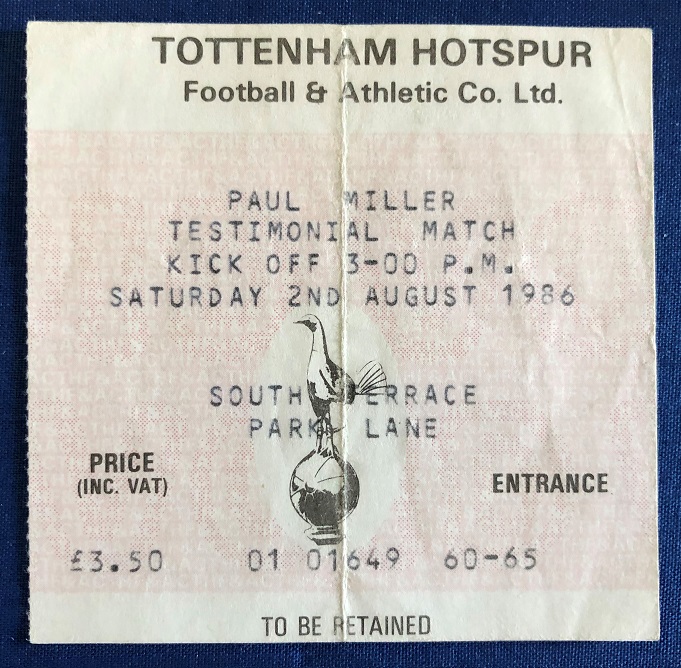 TOTTENHAM HOTSPUR
Football & Athletic Co. Ltd.
PAUL MILLER
TESTIMONIAL MATCH
KICK OFF 3-00 P.M.
SATURDAY 2ND AUGUST 1986
SOUTH TERRACE
PARK LANE
PRICE
(INC. VAT)
ENTRANCE
£3.50 01 01649 60-65
TO BE RETAINED